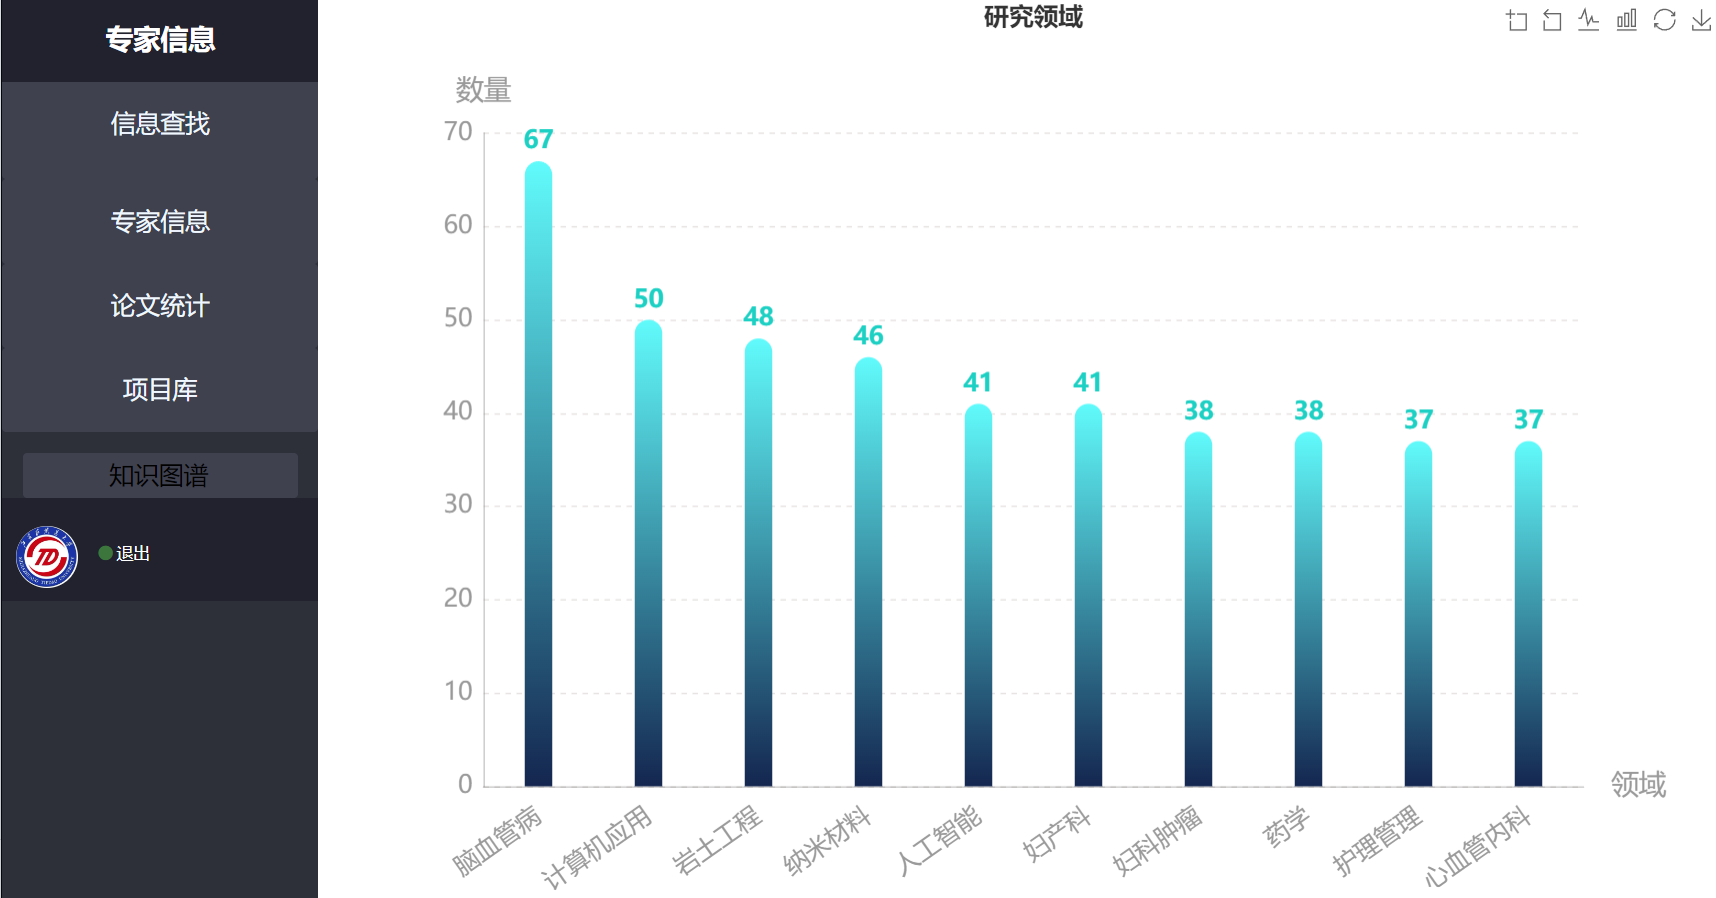 专家信息
信息查找
专家信息
论文统计
项目库
知识图谱
TD
退出
研究领域
数量
70
60
50
40
30
20
10
0
67
50
48
46
41
41
38
38
37
37
脑血管病
计算机应用
岩土工程
纳米材料
人工智能
妇产科
妇科肿瘤
药学
护理管理
心血管内科
领域